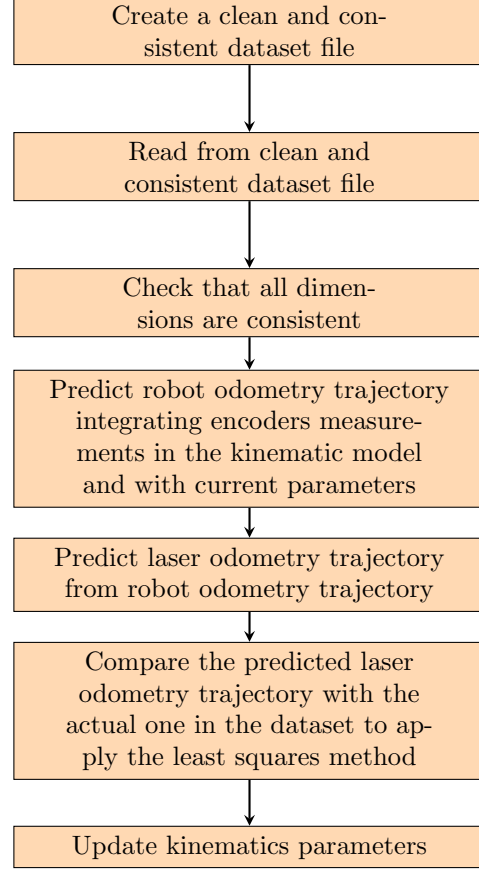 Create a clean and con-
sistent dataset file
Read from clean and
consistent dataset file
Check that all dimen-
sions are consistent
Predict robot odometry trajectory
integrating encoders measure-
ments in the kinematic model
and with current parameters
Predict laser odometry trajectory
from robot odometry trajectory
Compare the predicted laser
odometry trajectory with the
actual one in the dataset to ap-
ply the least squares method
Update kinematics parameters